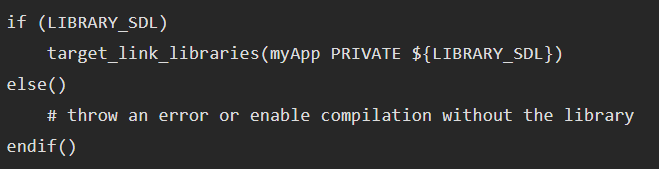 if (LIBRARY_SDL)
    target_link_libraries(myApp PRIVATE ${LIBRARY_SDL})
else()
    # throw an error or enable compilation without the library
endif()